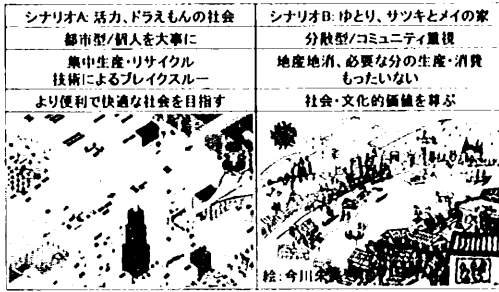 シナリオA: 活力、ドラえもんの社会
都市型/個人を大事に
集中生産・リサイクル
技術によるブレイクスルー
より便利で快適な社会を目指す
シナリオB: ゆとり、サツキとメイの家
分散型/コミュニティ重視
地産地消、必要な分の生産・消費
もったいない
社会・文化的価値を尊ぶ
絵: 今川